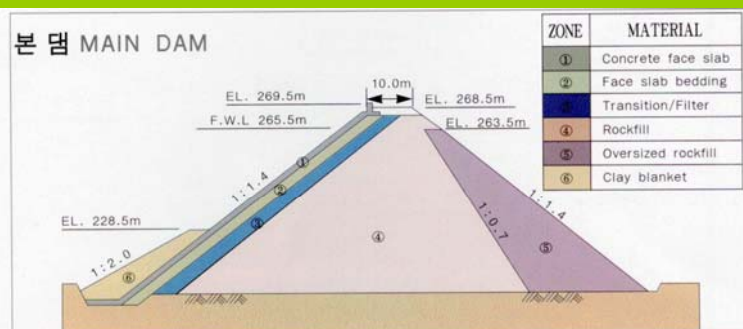 본 댐 MAIN DAM
ZONE MATERIAL
① Concrete face slab
② Face slab bedding
③ Transition/Filter
④ Rockfill
⑤ Oversized rockfill
⑥ Clay blanket
10.0m
EL. 269.5m
EL. 268.5m
F.W.L 265.5m
EL. 263.5m
①
1:1.4
②
1:1.4
EL. 228.5m
③
1:0.7
④
⑤
1:2.0
⑥